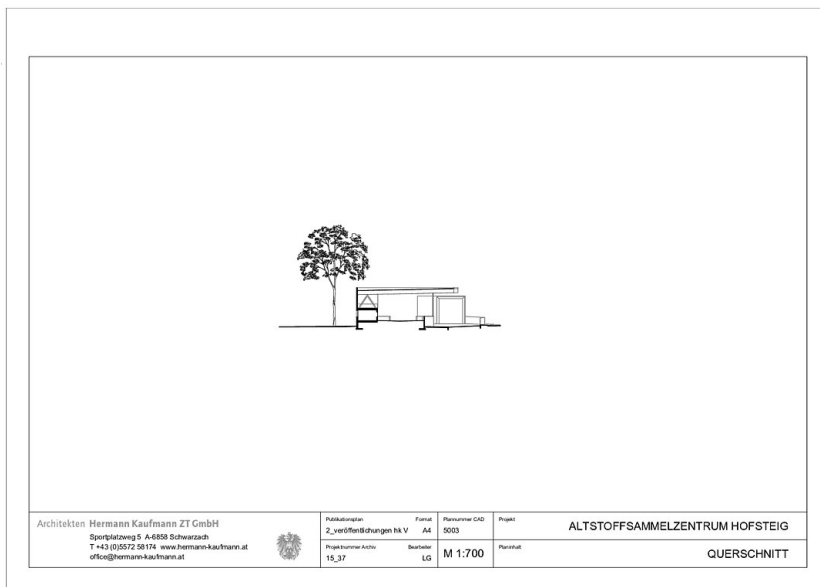 Architekten Hermann Kaufmann ZT GmbH
Sportplatzweg 5 A-6858 Schwarzach
T +43 (0)5572 58174 www.hermann-kaufmann.at
office@hermann-kaufmann.at
Publikationsplan Format
2_veröffentlichungen hk V A4
Projektnummer Archiv Bearbeiter
15_37 LG
Plannummer CAD
5003
M 1:700
Projekt
ALTSTOFFSAMMELZENTRUM HOFSTEIG
Planinhalt
QUERSCHNITT